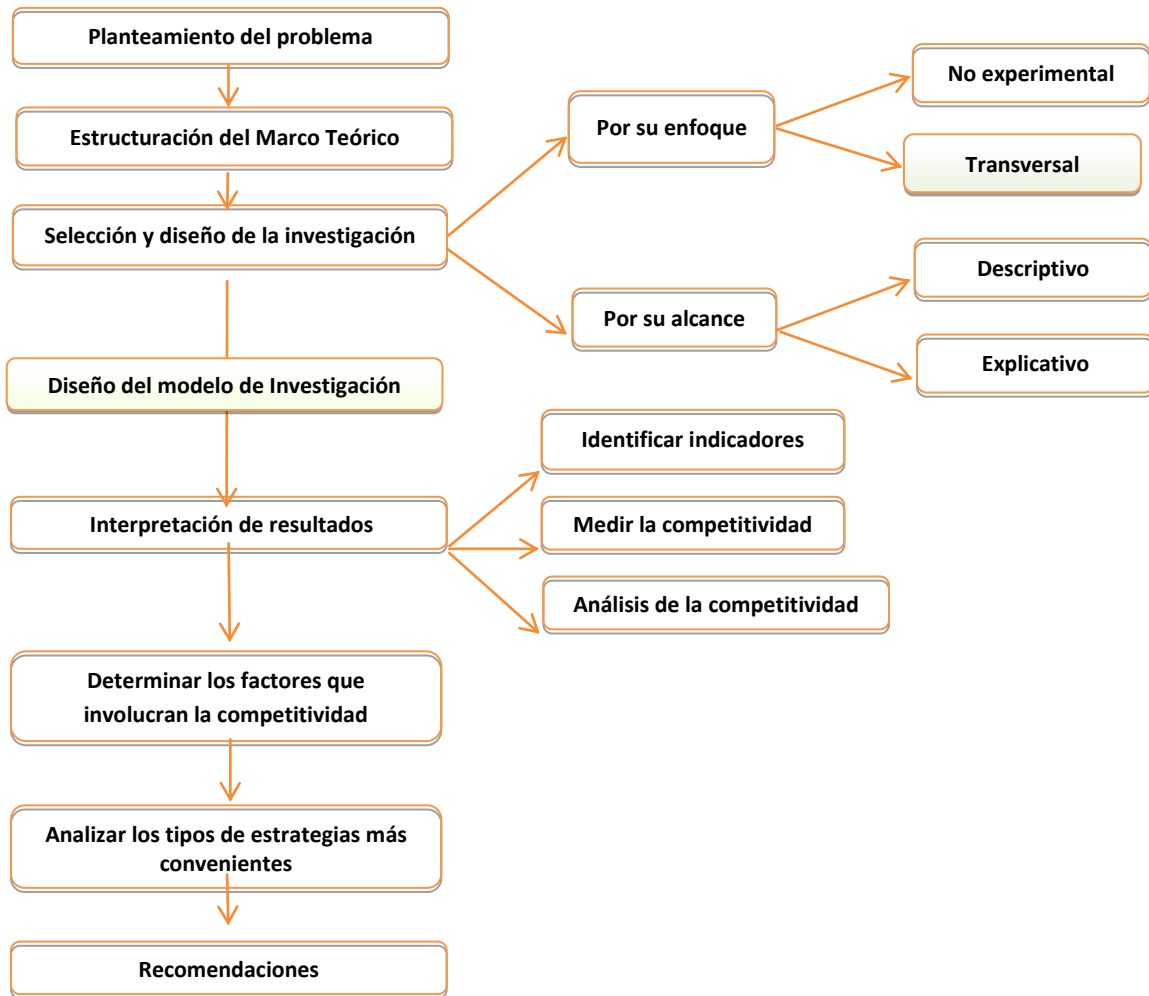 Planteamiento del problema
Estructuración del Marco Teórico
Selección y diseño de la investigación
Por su enfoque
No experimental
Transversal
Por su alcance
Descriptivo
Explicativo
Diseño del modelo de Investigación
Interpretación de resultados
Identificar indicadores
Medir la competitividad
Análisis de la competitividad
Determinar los factores que
involucran la competitividad
Analizar los tipos de estrategias más
convenientes
Recomendaciones